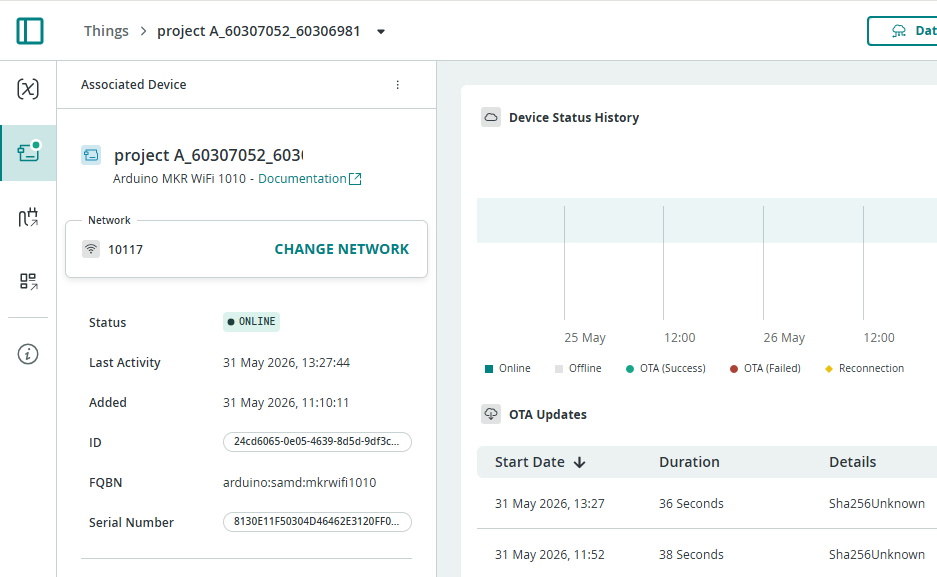 Things > project A_60307052_60306981
Dat
Associated Device
project A_60307052_603
Arduino MKR WiFi 1010 - Documentation
Network
10117
CHANGE NETWORK
Status
ONLINE
Last Activity
31 May 2026, 13:27:44
Added
31 May 2026, 11:10:11
ID
24cd6065-0e05-4639-8d5d-9df3c...
FQBN
arduino:samd:mkrwifi1010
Serial Number
8130E11F50304D46462E3120FF0...
Device Status History
25 May
12:00
26 May
12:00
Online
Offline
OTA (Success)
OTA (Failed)
Reconnection
OTA Updates
Start Date Duration Details
31 May 2026, 13:27 36 Seconds Sha256Unknown
31 May 2026, 11:52 38 Seconds Sha256Unknown